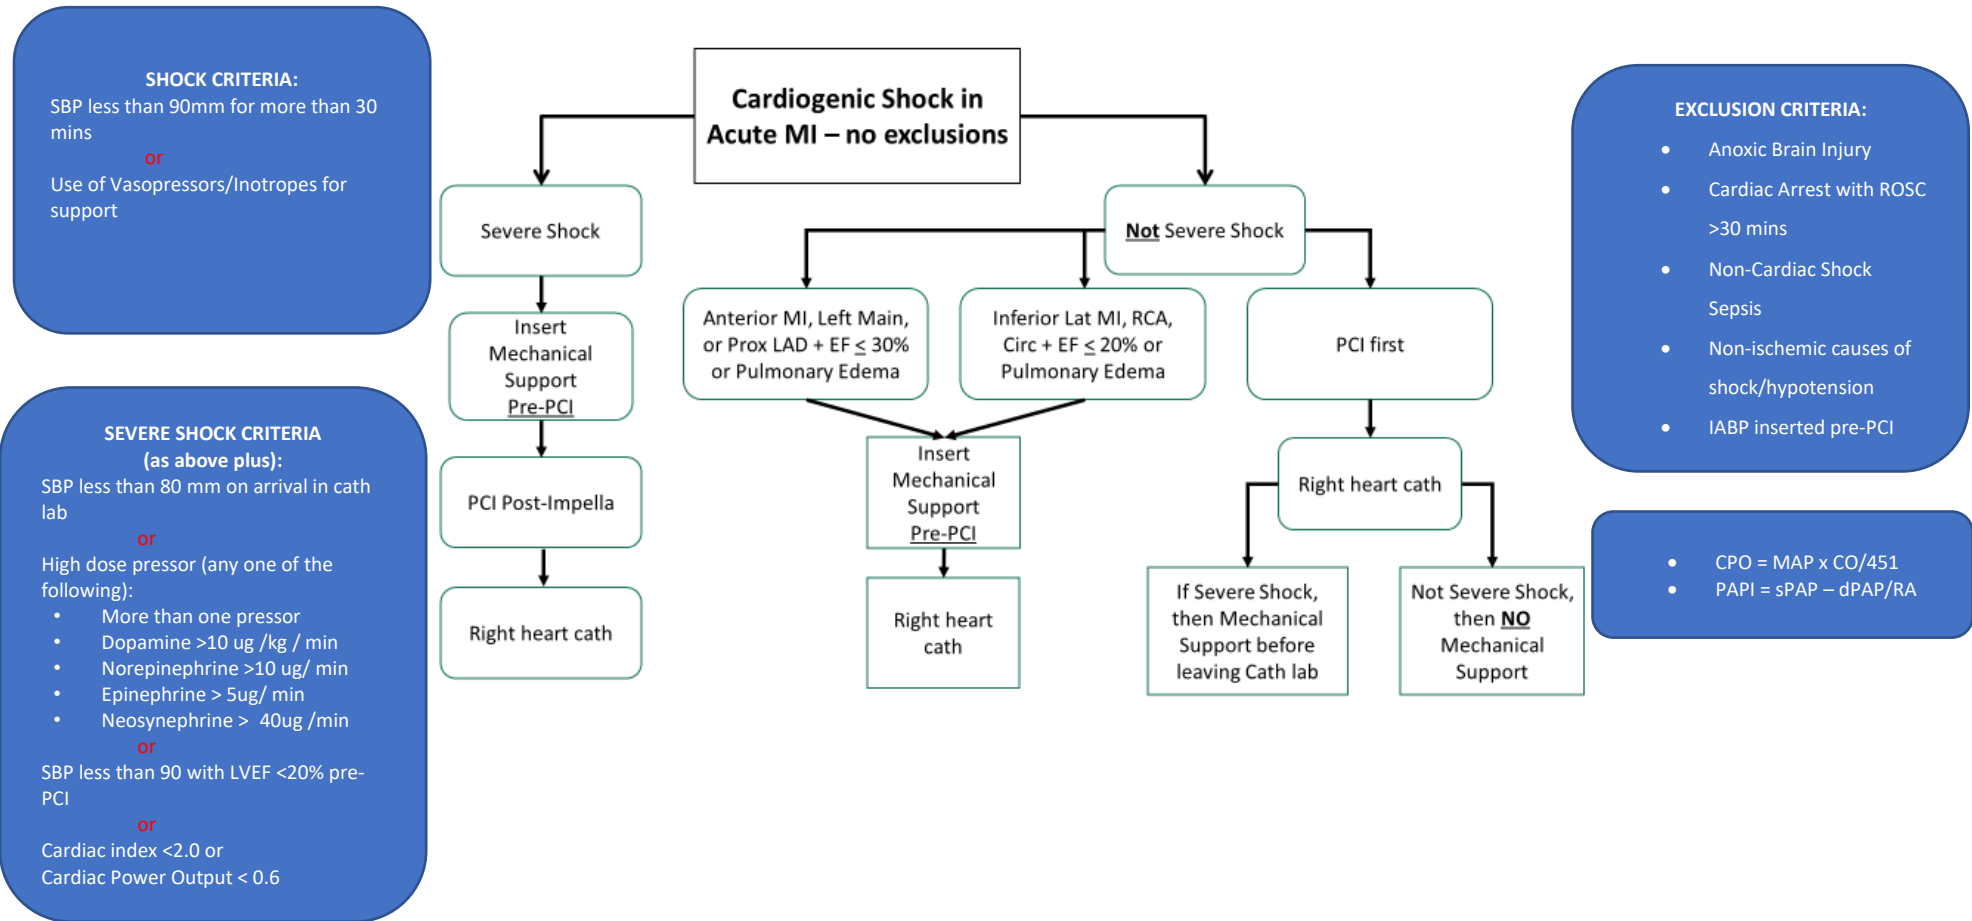 SHOCK CRITERIA:
SBP less than 90mm for more than 30
mins
or
Use of Vasopressors/Inotropes for
support
SEVERE SHOCK CRITERIA
(as above plus):
SBP less than 80 mm on arrival in cath
lab
or
High dose pressor (any one of the
following):
• More than one pressor
• Dopamine >10 ug /kg / min
• Norepinephrine >10 ug/ min
• Epinephrine > 5ug/ min
• Neosynephrine > 40ug /min
or
SBP less than 90 with LVEF <20% pre-
PCI
or
Cardiac index <2.0 or
Cardiac Power Output < 0.6
Cardiogenic Shock in
Acute MI – no exclusions
Severe Shock
Insert
Mechanical
Support
Pre-PCI
PCI Post-Impella
Right heart cath
Not Severe Shock
Anterior MI, Left Main,
or Prox LAD + EF ≤ 30%
or Pulmonary Edema
Inferior Lat MI, RCA,
Circ + EF ≤ 20% or
Pulmonary Edema
PCI first
Insert
Mechanical
Support
Pre-PCI
Right heart
cath
Right heart cath
If Severe Shock,
then Mechanical
Support before
leaving Cath lab
Not Severe Shock,
then NO
Mechanical
Support
EXCLUSION CRITERIA:
• Anoxic Brain Injury
• Cardiac Arrest with ROSC
>30 mins
• Non-Cardiac Shock
Sepsis
• Non-ischemic causes of
shock/hypotension
• IABP inserted pre-PCI
• CPO = MAP x CO/451
• PAPI = sPAP – dPAP/RA